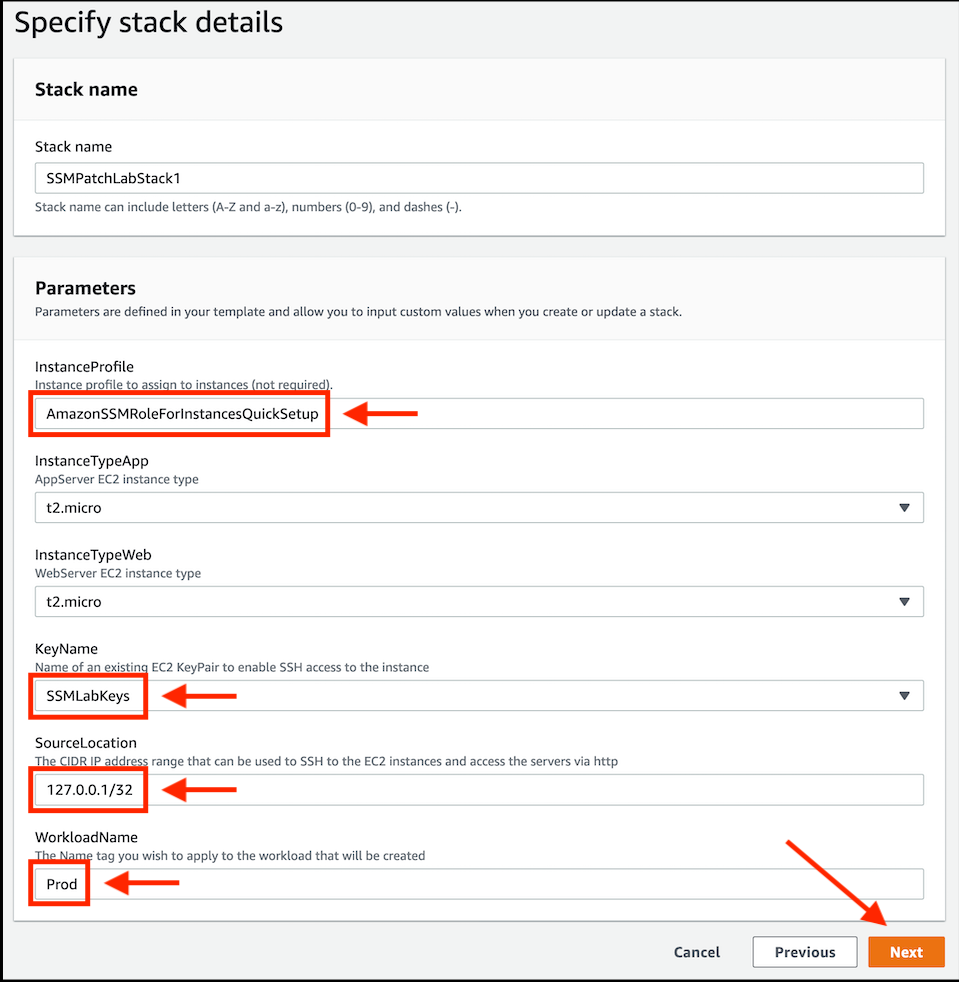 Specify stack details
Stack name
Stack name
SSMPatchLabStack1
Stack name can include letters (A-Z and a-z), numbers (0-9), and dashes (-).
Parameters
Parameters are defined in your template and allow you to input custom values when you create or update a stack.
InstanceProfile
Instance profile to assign to instances (not required).
AmazonSSMRoleForInstancesQuickSetup
InstanceTypeApp
AppServer EC2 instance type
t2.micro
InstanceTypeWeb
WebServer EC2 instance type
t2.micro
KeyName
Name of an existing EC2 KeyPair to enable SSH access to the instance
SSMLabKeys
SourceLocation
The CIDR IP address range that can be used to SSH to the EC2 instances and access the servers via http
127.0.0.1/32
WorkloadName
The Name tag you wish to apply to the workload that will be created
Prod
Cancel Previous Next